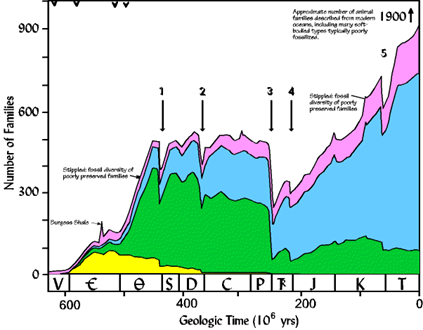 Approximate number of animal
families described from modern
oceans, including many soft-
bodied types typically poorly
fossilized.
1900
900
5
1
2
3
4
Stippled: fossil
diversity of poorly
preserved families
600
Number of Families
Stippled: fossil diversity of
poorly preserved families
300
Burgess Shale
0
V Є O S D C P Ŧ J K T
600
400
200
0
Geologic Time (10⁶ yrs)